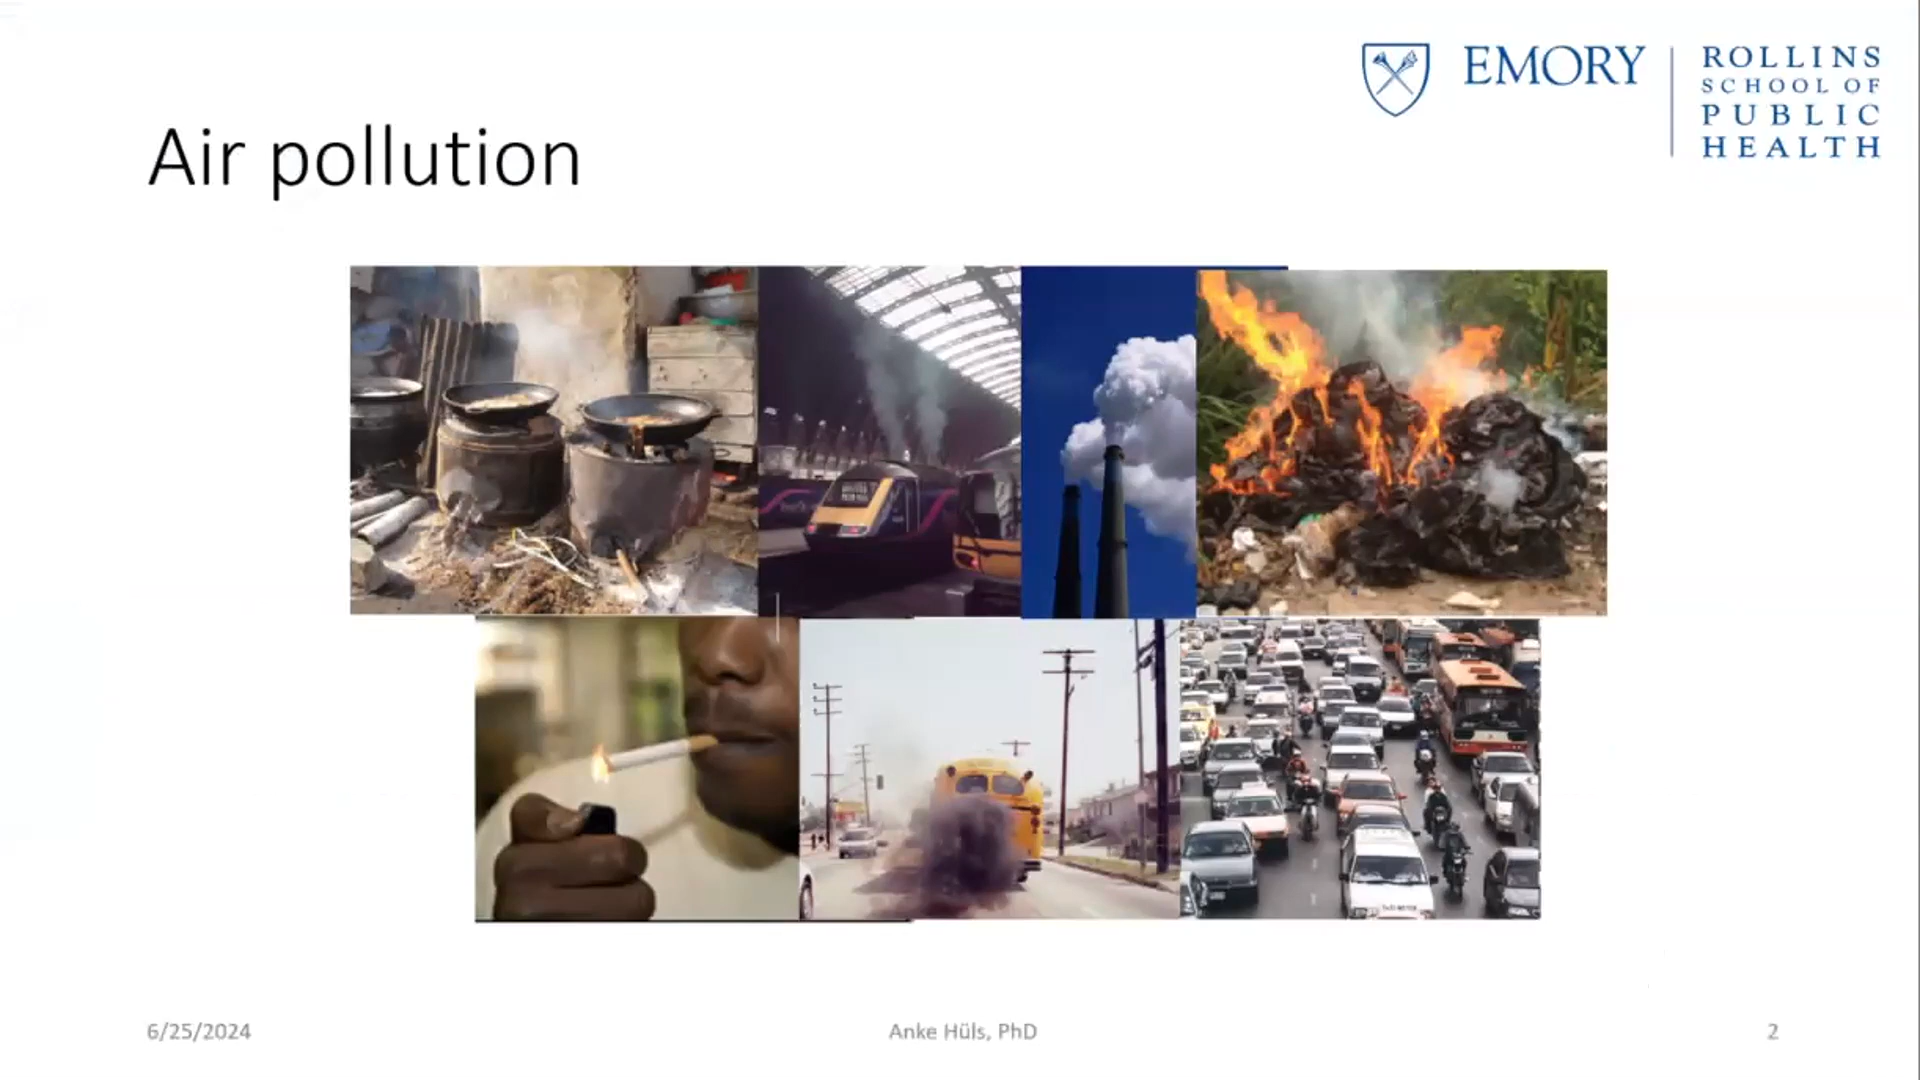 EMORY
ROLLINS
SCHOOL OF
PUBLIC
HEALTH
Air pollution
6/25/2024
Anke Hüls, PhD
2